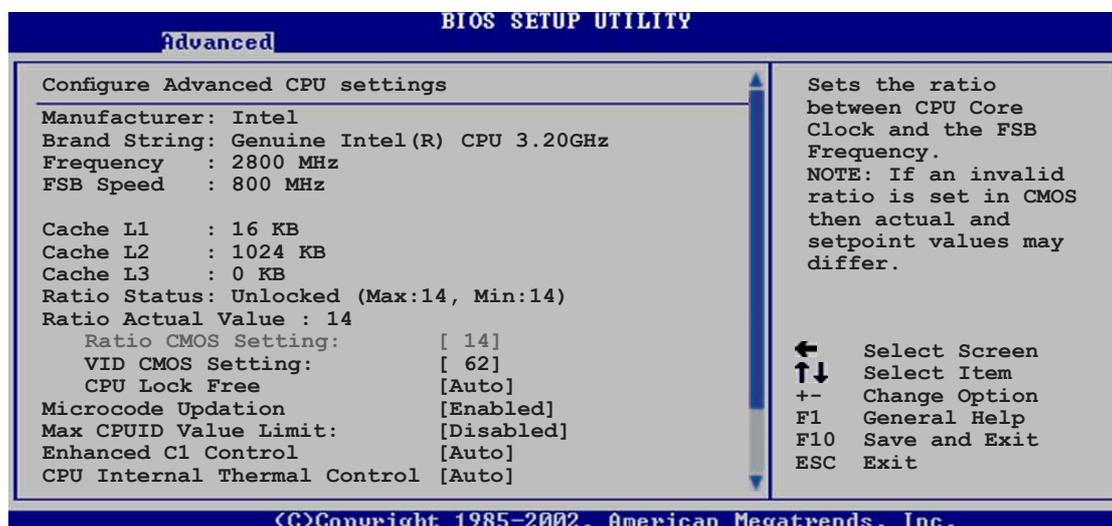 BIOS SETUP UTILITY
Advanced
Configure Advanced CPU settings
Manufacturer: Intel
Brand String: Genuine Intel(R) CPU 3.20GHz
Frequency : 2800 MHz
FSB Speed : 800 MHz
Cache L1 : 16 KB
Cache L2 : 1024 KB
Cache L3 : 0 KB
Ratio Status: Unlocked (Max:14, Min:14)
Ratio Actual Value : 14
Ratio CMOS Setting: [ 14]
VID CMOS Setting: [ 62]
CPU Lock Free [Auto]
Microcode Updation [Enabled]
Max CPUID Value Limit: [Disabled]
Enhanced C1 Control [Auto]
CPU Internal Thermal Control [Auto]
Sets the ratio
between CPU Core
Clock and the FSB
Frequency.
NOTE: If an invalid
ratio is set in CMOS
then actual and
setpoint values may
differ.
← Select Screen
↑↓ Select Item
+- Change Option
F1 General Help
F10 Save and Exit
ESC Exit
(C)Copyright 1985-2002, American Megatrends, Inc.